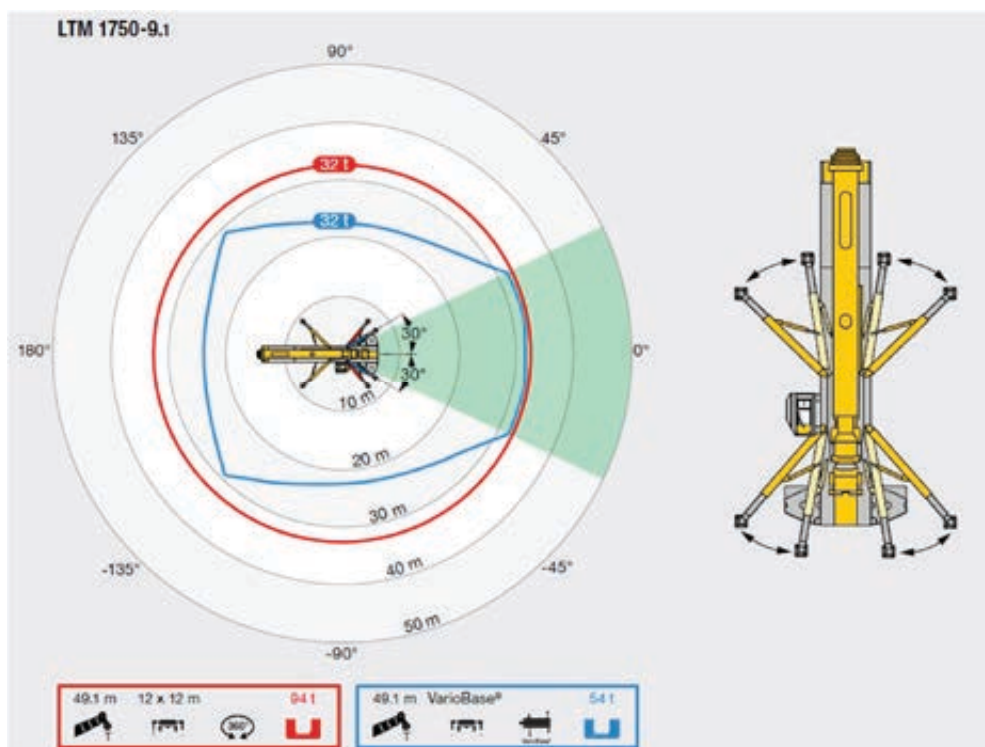 LTM 1750-9.1
90°
135°
45°
32 t
32 t
180°
30°
0°
30°
10 m
20 m
30 m
40 m
50 m
-135°
-45°
-90°
49.1 m 12 x 12 m 94 t
360°
49.1 m VarioBase® 54 t
VarioBase®